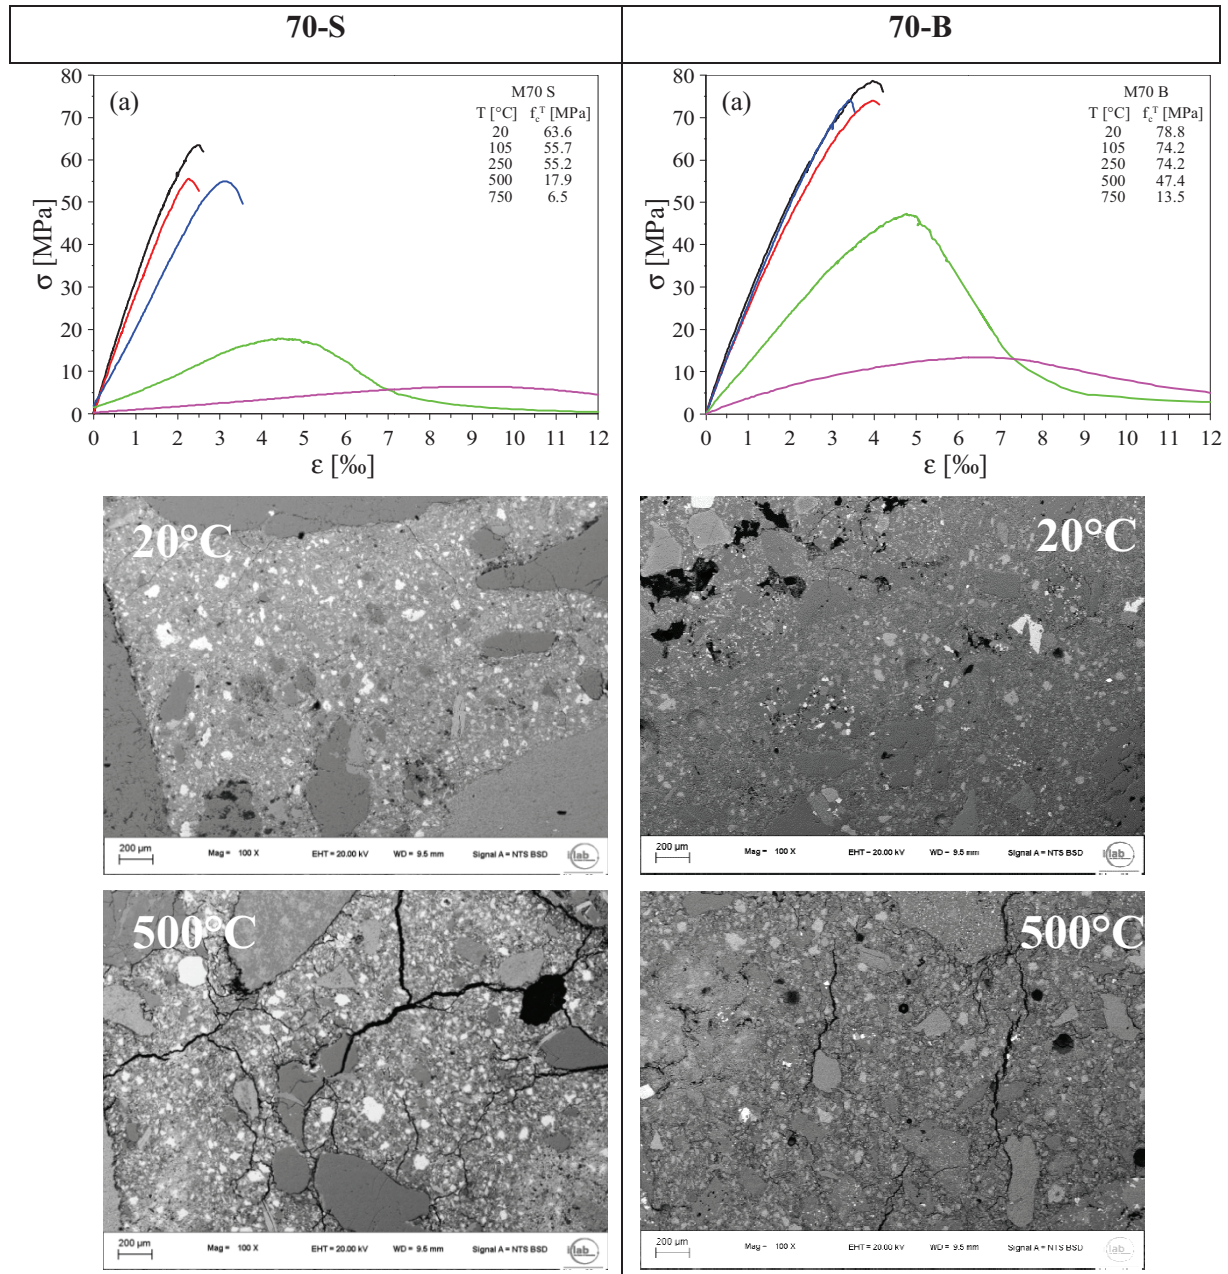 70-S
70-B
(a)
M70 S
T [°C] f_c^T [MPa]
20 63.6
105 55.7
250 55.2
500 17.9
750 6.5
σ [MPa]
80
70
60
50
40
30
20
10
0
0 1 2 3 4 5 6 7 8 9 10 11 12
ε [‰]
(a)
M70 B
T [°C] f_c^T [MPa]
20 78.8
105 74.2
250 74.2
500 47.4
750 13.5
σ [MPa]
80
70
60
50
40
30
20
10
0
0 1 2 3 4 5 6 7 8 9 10 11 12
ε [‰]
20°C
200 µm Mag = 100 X EHT = 20.00 kV WD = 9.5 mm Signal A = NTS BSD
20°C
200 µm Mag = 100 X EHT = 20.00 kV WD = 9.5 mm Signal A = NTS BSD
500°C
200 µm Mag = 100 X EHT = 20.00 kV WD = 9.5 mm Signal A = NTS BSD
500°C
200 µm Mag = 100 X EHT = 20.00 kV WD = 9.5 mm Signal A = NTS BSD